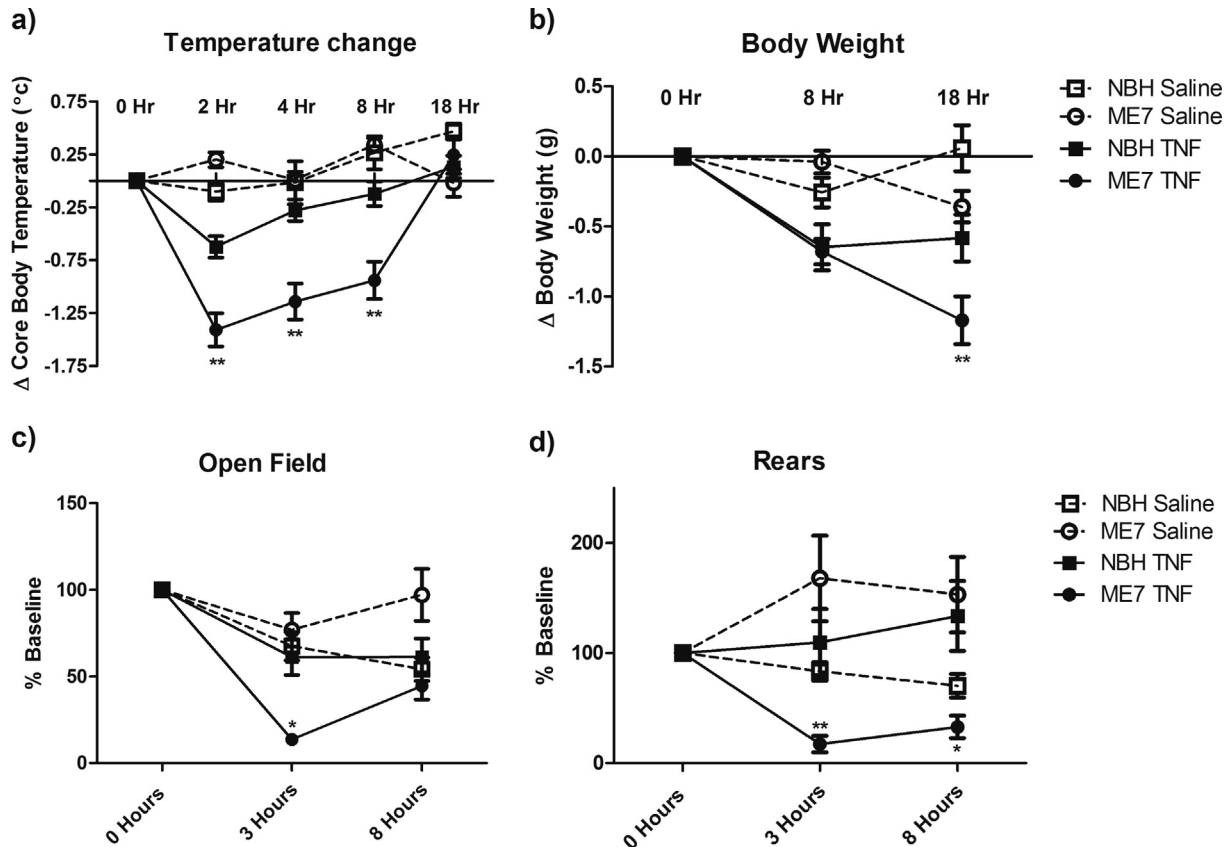 a)
Temperature change
Δ Core Body Temperature (°c)
0.75
0.25
-0.25
-0.75
-1.25
-1.75
0 Hr 2 Hr 4 Hr 8 Hr 18 Hr
**
**
**
b)
Body Weight
Δ Body Weight (g)
0.5
0.0
-0.5
-1.0
-1.5
0 Hr 8 Hr 18 Hr
**
NBH Saline
ME7 Saline
NBH TNF
ME7 TNF
c)
Open Field
% Baseline
150
100
50
0
*
0 Hours
3 Hours
8 Hours
d)
Rears
% Baseline
200
100
0
**
*
0 Hours
3 Hours
8 Hours
NBH Saline
ME7 Saline
NBH TNF
ME7 TNF